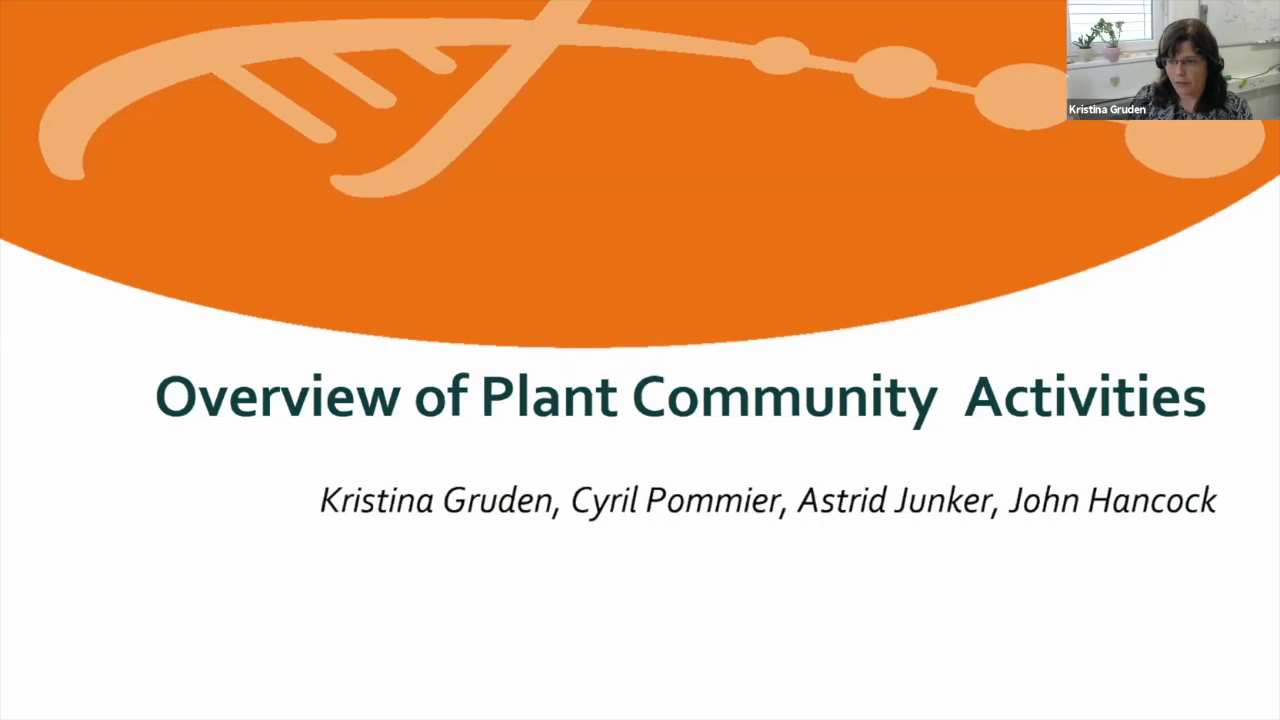 Kristina Gruden
Overview of Plant Community Activities
Kristina Gruden, Cyril Pommier, Astrid Junker, John Hancock